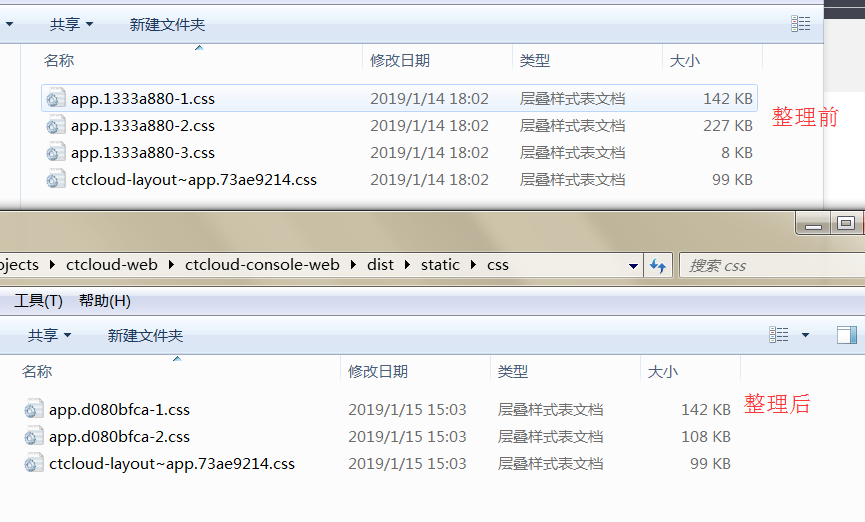 共享 新建文件夹
名称 修改日期 类型 大小
app.1333a880-1.css 2019/1/14 18:02 层叠样式表文档 142 KB
app.1333a880-2.css 2019/1/14 18:02 层叠样式表文档 227 KB
整理前
app.1333a880-3.css 2019/1/14 18:02 层叠样式表文档 8 KB
ctcloud-layout~app.73ae9214.css 2019/1/14 18:02 层叠样式表文档 99 KB
ojects ctcloud-web ctcloud-console-web dist static css 搜索 css
工具(T) 帮助(H)
共享 新建文件夹
名称 修改日期 类型 大小
app.d080bfca-1.css 2019/1/15 15:03 层叠样式表文档 142 KB
整理后
app.d080bfca-2.css 2019/1/15 15:03 层叠样式表文档 108 KB
ctcloud-layout~app.73ae9214.css 2019/1/15 15:03 层叠样式表文档 99 KB